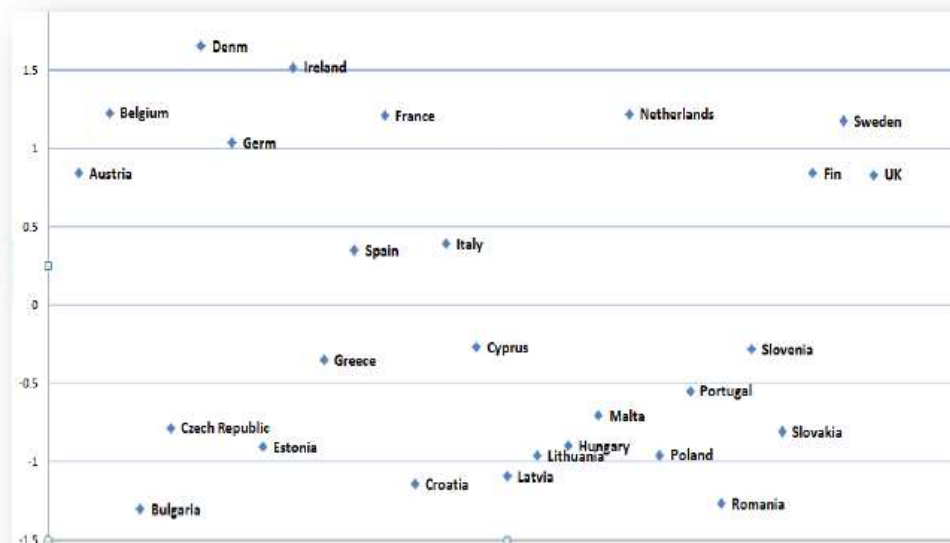 Denm
Ireland
1.5
Belgium
France
Netherlands
Sweden
Germ
1
Austria
Fin
UK
0.5
Spain
Italy
0
Cyprus
Slovenia
Greece
-0.5
Portugal
Malta
Czech Republic
Slovakia
Estonia
Hungary
Lithuania
Poland
-1
Latvia
Croatia
Romania
Bulgaria
-1.5